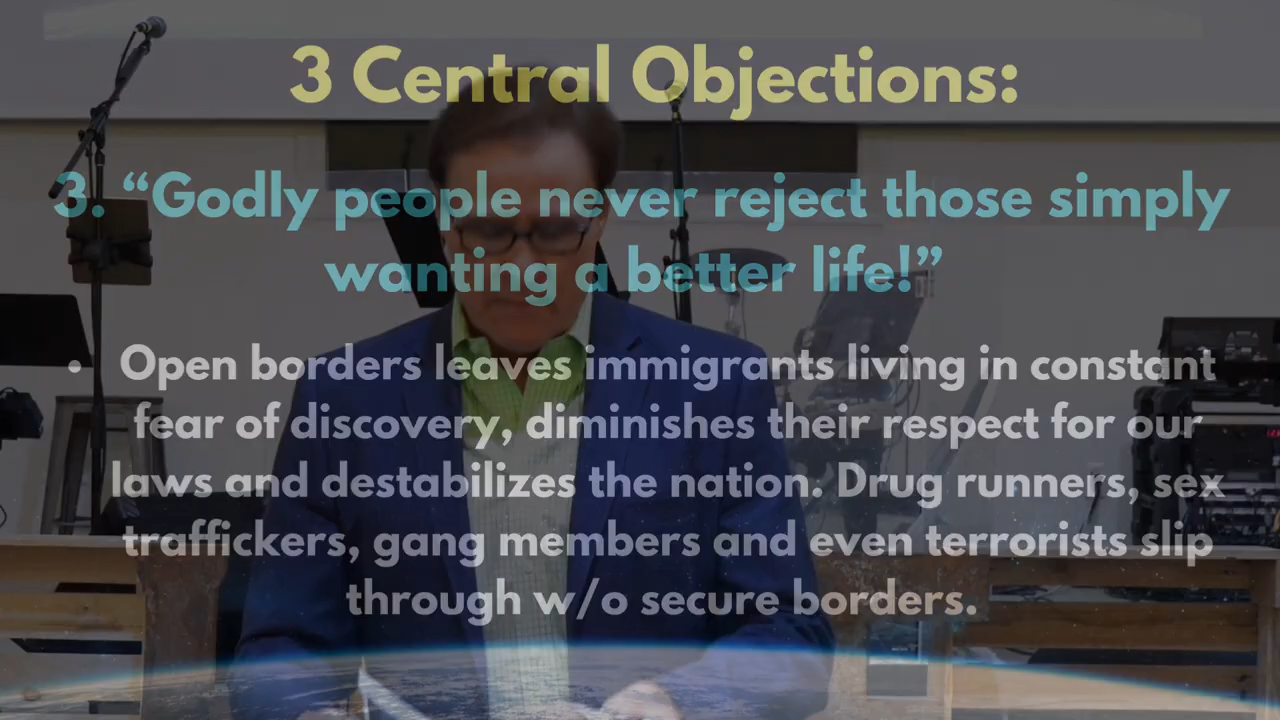 3 Central Objections:
3. “Godly people never reject those simply
wanting a better life!”
• Open borders leaves immigrants living in constant
fear of discovery, diminishes their respect for our
laws and destabilizes the nation. Drug runners, sex
traffickers, gang members and even terrorists slip
through w/o secure borders.